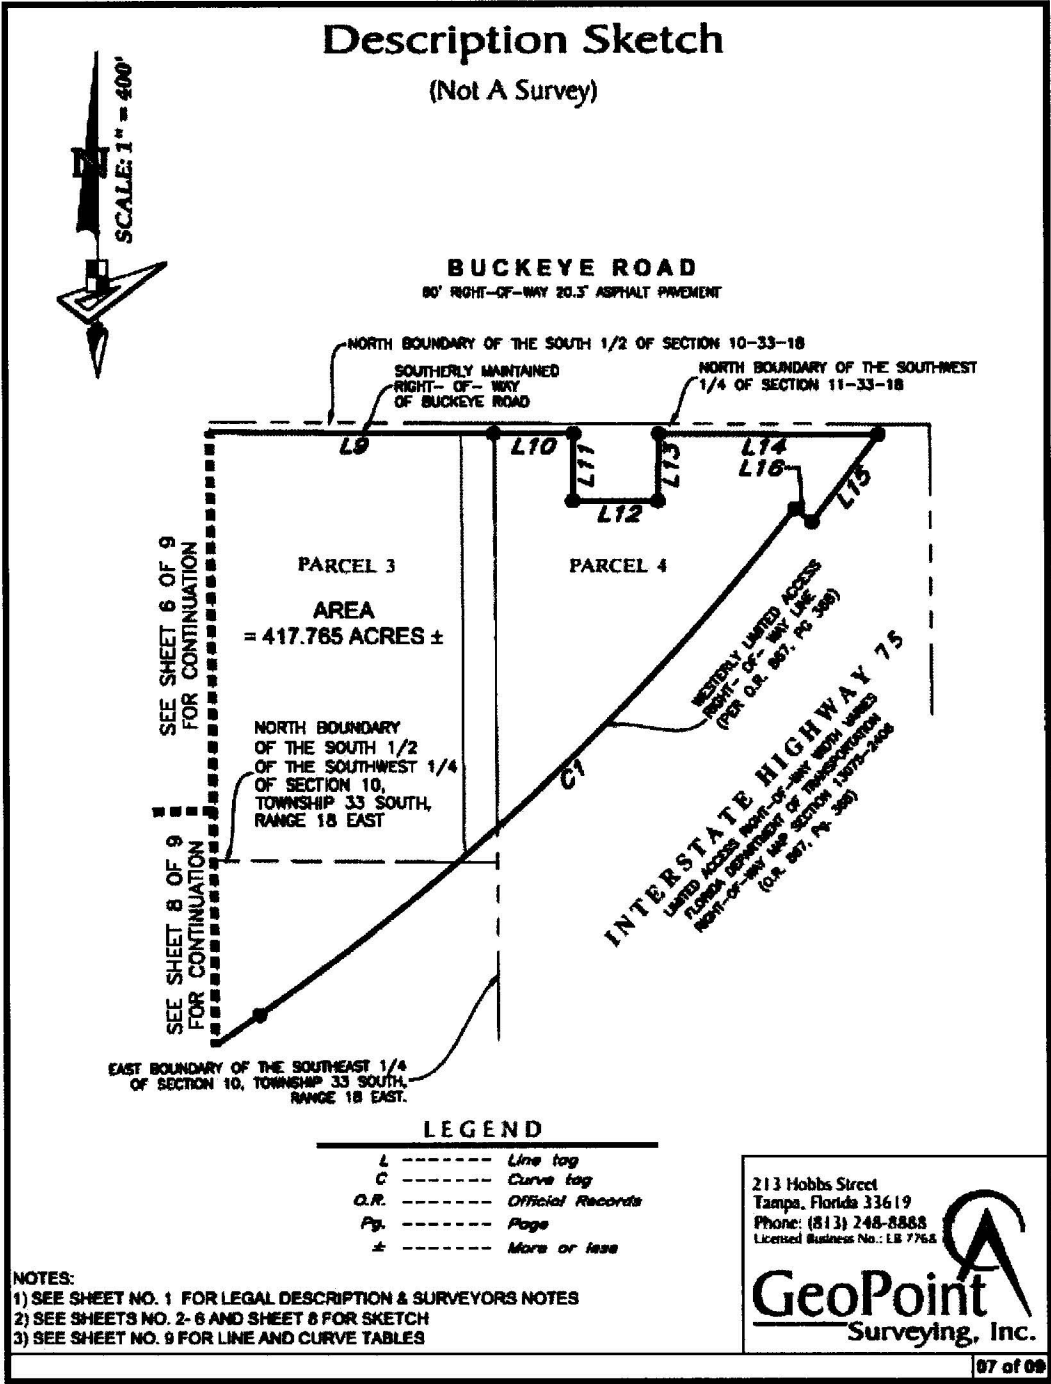 Description Sketch
(Not A Survey)
N
SCALE: 1" = 400'
BUCKEYE ROAD
60' RIGHT-OF-WAY 20.3' ASPHALT PAVEMENT
NORTH BOUNDARY OF THE SOUTH 1/2 OF SECTION 10-33-18
SOUTHERLY MAINTAINED
RIGHT- OF- WAY
OF BUCKEYE ROAD
NORTH BOUNDARY OF THE SOUTHWEST
1/4 OF SECTION 11-33-18
L9
L10
L11
L12
L13
L14
L16
L15
SEE SHEET 6 OF 9
FOR CONTINUATION
PARCEL 3
PARCEL 4
AREA
= 417.765 ACRES ±
WESTERLY LIMITED ACCESS
RIGHT- OF- WAY LINE
(PER O.R. 867, PG 368)
NORTH BOUNDARY
OF THE SOUTH 1/2
OF THE SOUTHWEST 1/4
OF SECTION 10,
TOWNSHIP 33 SOUTH,
RANGE 18 EAST
C1
INTERSTATE HIGHWAY 75
LIMITED ACCESS RIGHT-OF-WAY WIDTH VARIES
FLORIDA DEPARTMENT OF TRANSPORTATION
RIGHT-OF-WAY MAP SECTION 13075-2406
(O.R. 867, Pg. 368)
SEE SHEET 8 OF 9
FOR CONTINUATION
EAST BOUNDARY OF THE SOUTHEAST 1/4
OF SECTION 10, TOWNSHIP 33 SOUTH,
RANGE 18 EAST.
LEGEND
L ------- Line tag
C ------- Curve tag
O.R. ------- Official Records
Pg. ------- Page
± ------- More or less
213 Hobbs Street
Tampa, Florida 33619
Phone: (813) 248-8888
Licensed Business No.: LB 7768
GeoPoint
Surveying, Inc.
NOTES:
1) SEE SHEET NO. 1 FOR LEGAL DESCRIPTION & SURVEYORS NOTES
2) SEE SHEETS NO. 2- 6 AND SHEET 8 FOR SKETCH
3) SEE SHEET NO. 9 FOR LINE AND CURVE TABLES
07 of 09